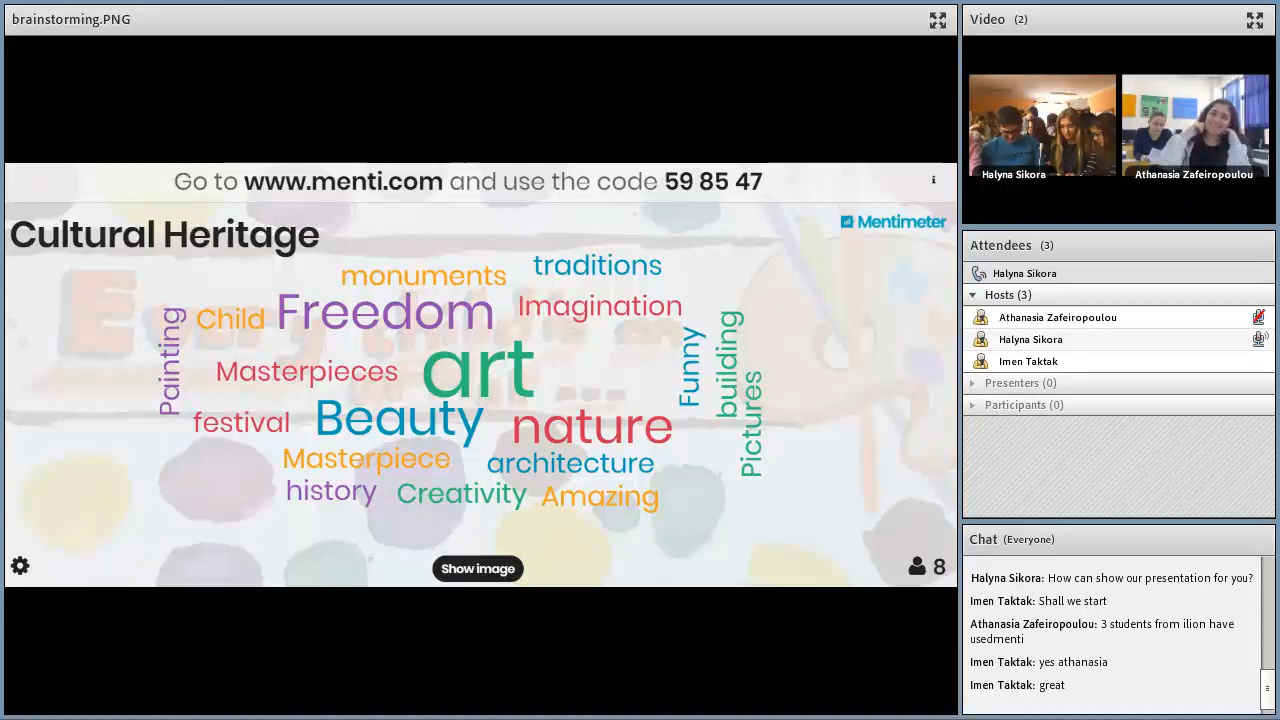 brainstorming.PNG
Go to www.menti.com and use the code 59 85 47
Mentimeter
Cultural Heritage
monuments
traditions
Child
Freedom
Imagination
Painting
Masterpieces
art
Funny
building
festival
Beauty
nature
Pictures
Masterpiece
architecture
history
Creativity
Amazing
Show image
8
Video (2)
Halyna Sikora
Athanasia Zafeiropoulou
Attendees (3)
Halyna Sikora
Hosts (3)
Athanasia Zafeiropoulou
Halyna Sikora
Imen Taktak
Presenters (0)
Participants (0)
Chat (Everyone)
Halyna Sikora: How can show our presentation for you?
Imen Taktak: Shall we start
Athanasia Zafeiropoulou: 3 students from ilion have
usedmenti
Imen Taktak: yes athanasia
Imen Taktak: great